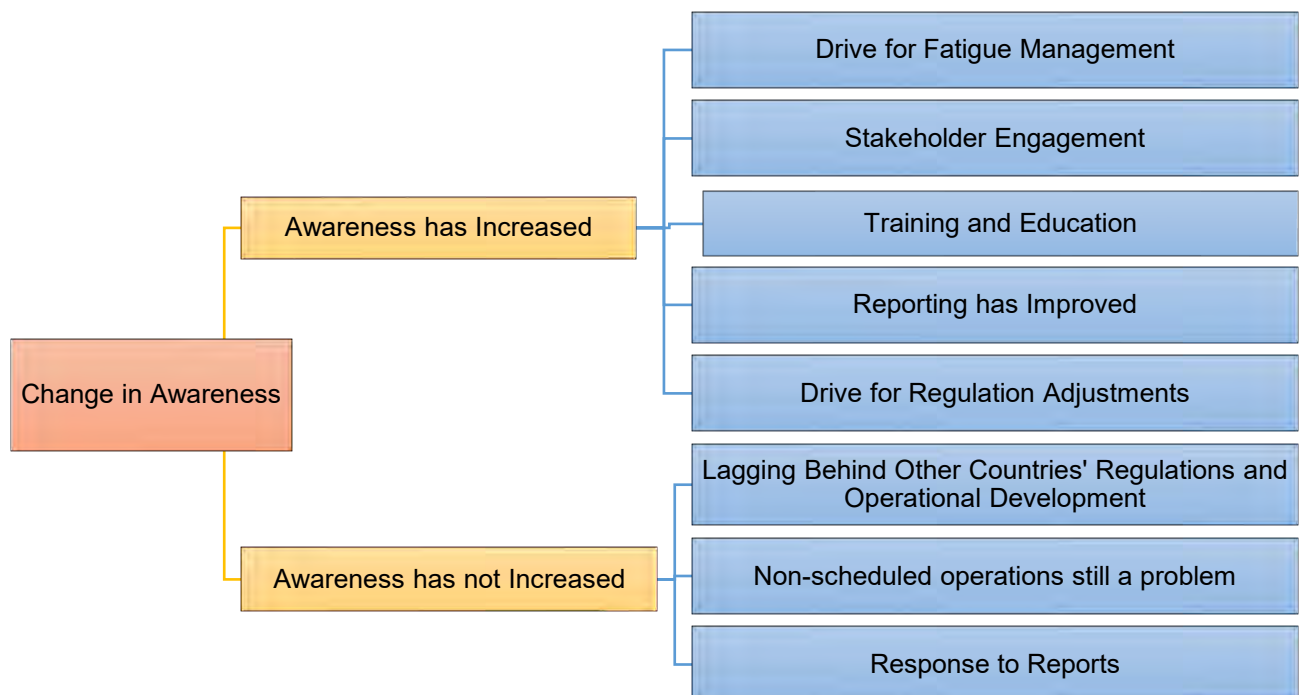 Change in Awareness
Awareness has Increased
Drive for Fatigue Management
Stakeholder Engagement
Training and Education
Reporting has Improved
Drive for Regulation Adjustments
Awareness has not Increased
Lagging Behind Other Countries' Regulations and
Operational Development
Non-scheduled operations still a problem
Response to Reports